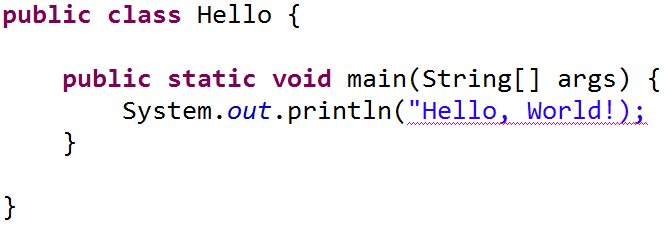 public class Hello {
public static void main(String[] args) {
System.out.println("Hello, World!);
}
}